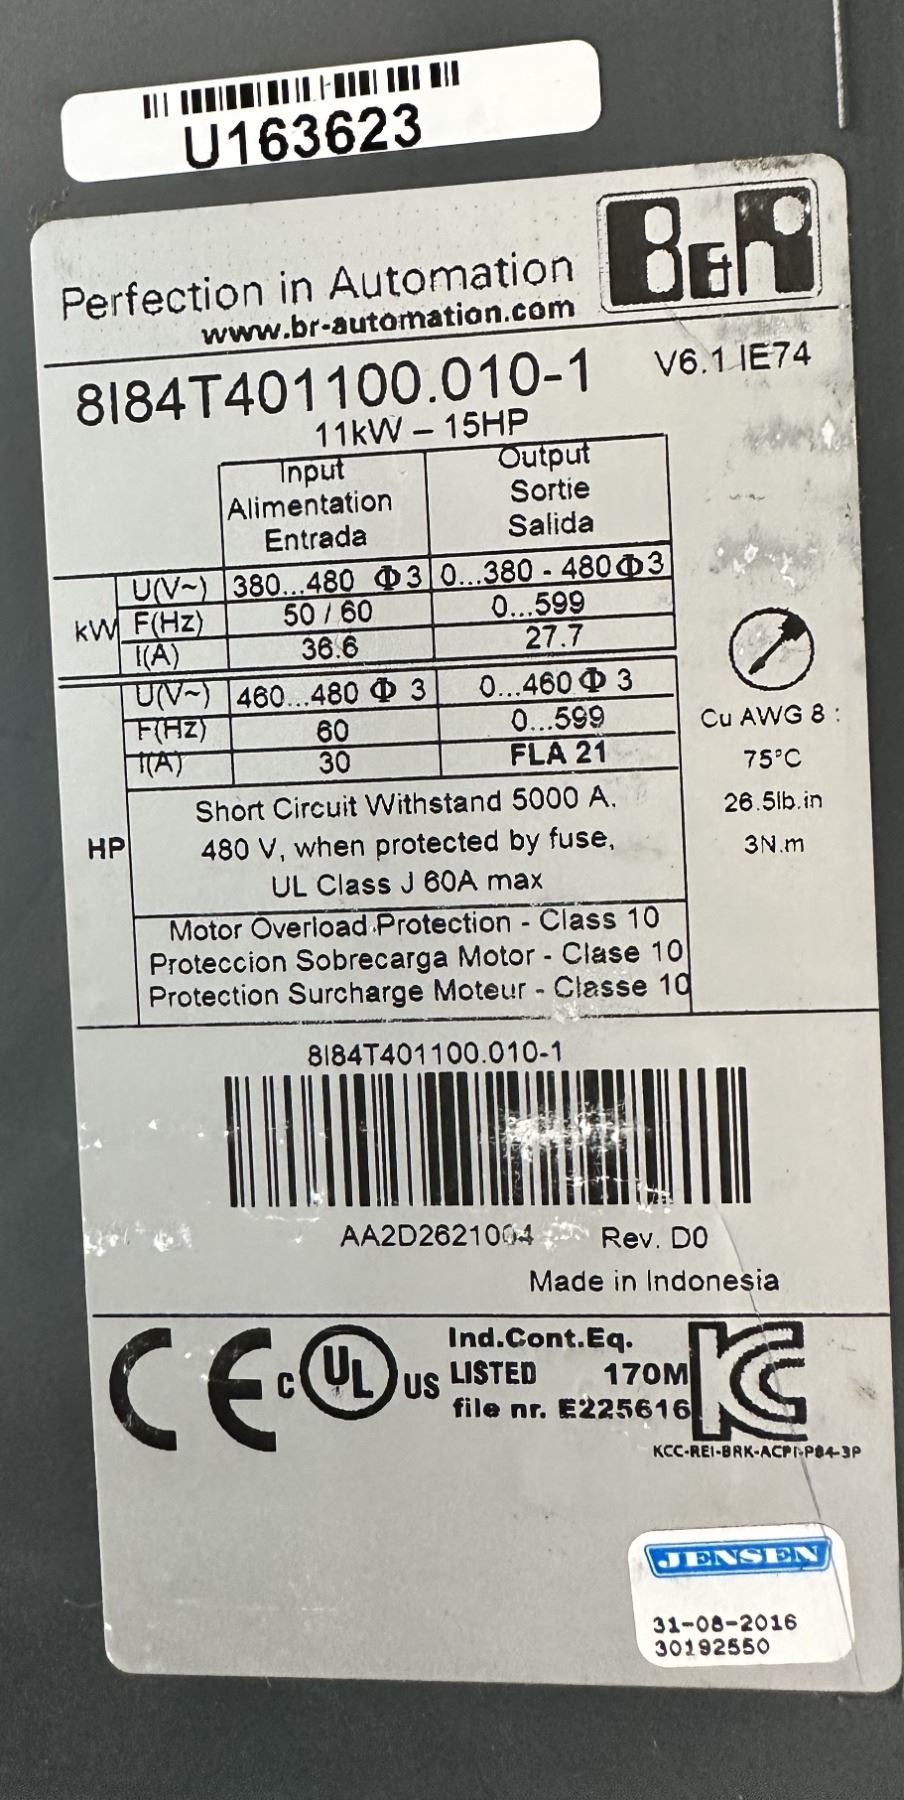 U163623
Perfection in Automation
www.br-automation.com
B&R
8I84T401100.010-1
V6.1 IE74
11kW – 15HP
Input Output
Alimentation Sortie
Entrada Salida
kW
U(V~) 380...480 Φ3 0...380 - 480Φ3
F(Hz) 50 / 60 0...599
I(A) 36.6 27.7
HP
U(V~) 460...480 Φ 3 0...460 Φ 3
F(Hz) 60 0...599
I(A) 30 FLA 21
Short Circuit Withstand 5000 A,
480 V, when protected by fuse,
UL Class J 60A max
Motor Overload Protection - Class 10
Proteccion Sobrecarga Motor - Clase 10
Protection Surcharge Moteur - Classe 10
Cu AWG 8 :
75°C
26.5lb.in
3N.m
8I84T401100.010-1
AA2D2621004 Rev. D0
Made in Indonesia
CE
C UL US
Ind.Cont.Eq.
LISTED 170M
file nr. E225616
KC
KCC-REI-BRK-ACPI-P84-3P
JENSEN
31-08-2016
30192550